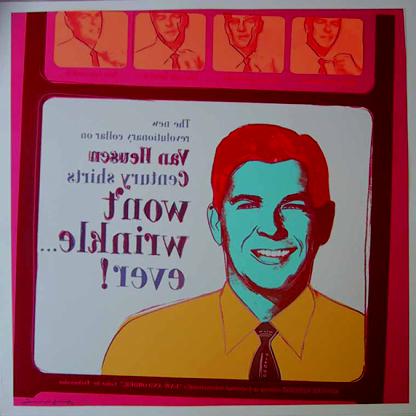 The new
revolutionary collar on
Van Heusen
Century shirts
won't
wrinkle...
ever!